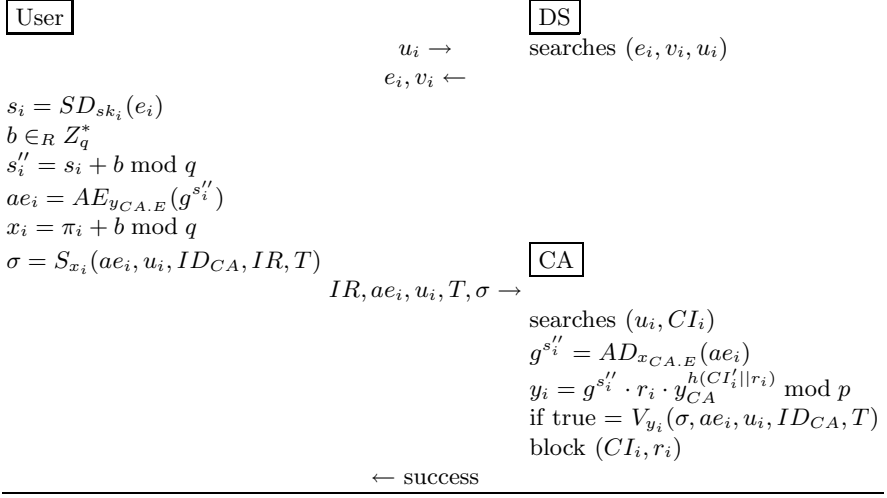 User DS
u_i → searches (e_i, v_i, u_i)
e_i, v_i ←
s_i = SD_{sk_i}(e_i)
b ∈_R Z_q^*
s_i'' = s_i + b mod q
ae_i = AE_{y_{CA.E}}(g^{s_i''})
x_i = π_i + b mod q
σ = S_{x_i}(ae_i, u_i, ID_{CA}, IR, T) CA
IR, ae_i, u_i, T, σ →
searches (u_i, CI_i)
g^{s_i''} = AD_{x_{CA.E}}(ae_i)
y_i = g^{s_i''} · r_i · y_{CA}^{h(CI_i'||r_i)} mod p
if true = V_{y_i}(σ, ae_i, u_i, ID_{CA}, T)
block (CI_i, r_i)
← success